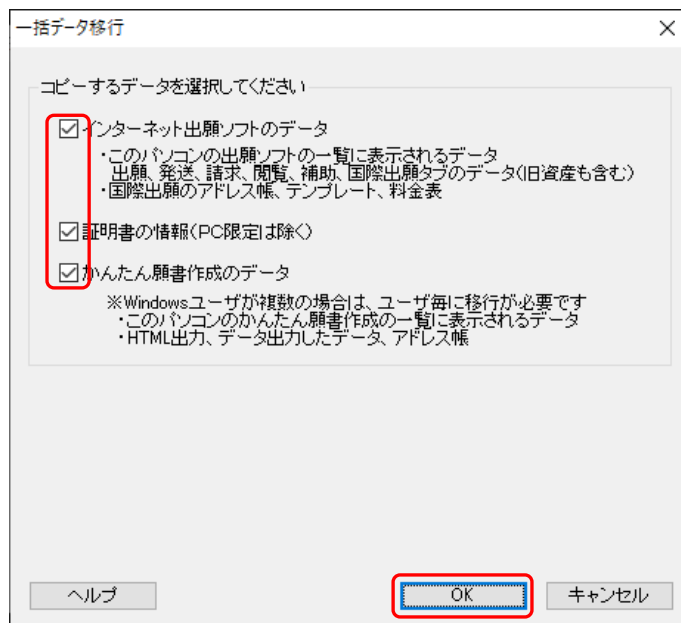 一括データ移行
コピーするデータを選択してください
インターネット出願ソフトのデータ
・このパソコンの出願ソフトの一覧に表示されるデータ
出願、発送、請求、閲覧、補助、国際出願タブのデータ(旧資産も含む)
・国際出願のアドレス帳、テンプレート、料金表
証明書の情報(PC限定は除く)
かんたん願書作成のデータ
※Windowsユーザが複数の場合は、ユーザ毎に移行が必要です
・このパソコンのかんたん願書作成の一覧に表示されるデータ
・HTML出力、データ出力したデータ、アドレス帳
ヘルプ OK キャンセル